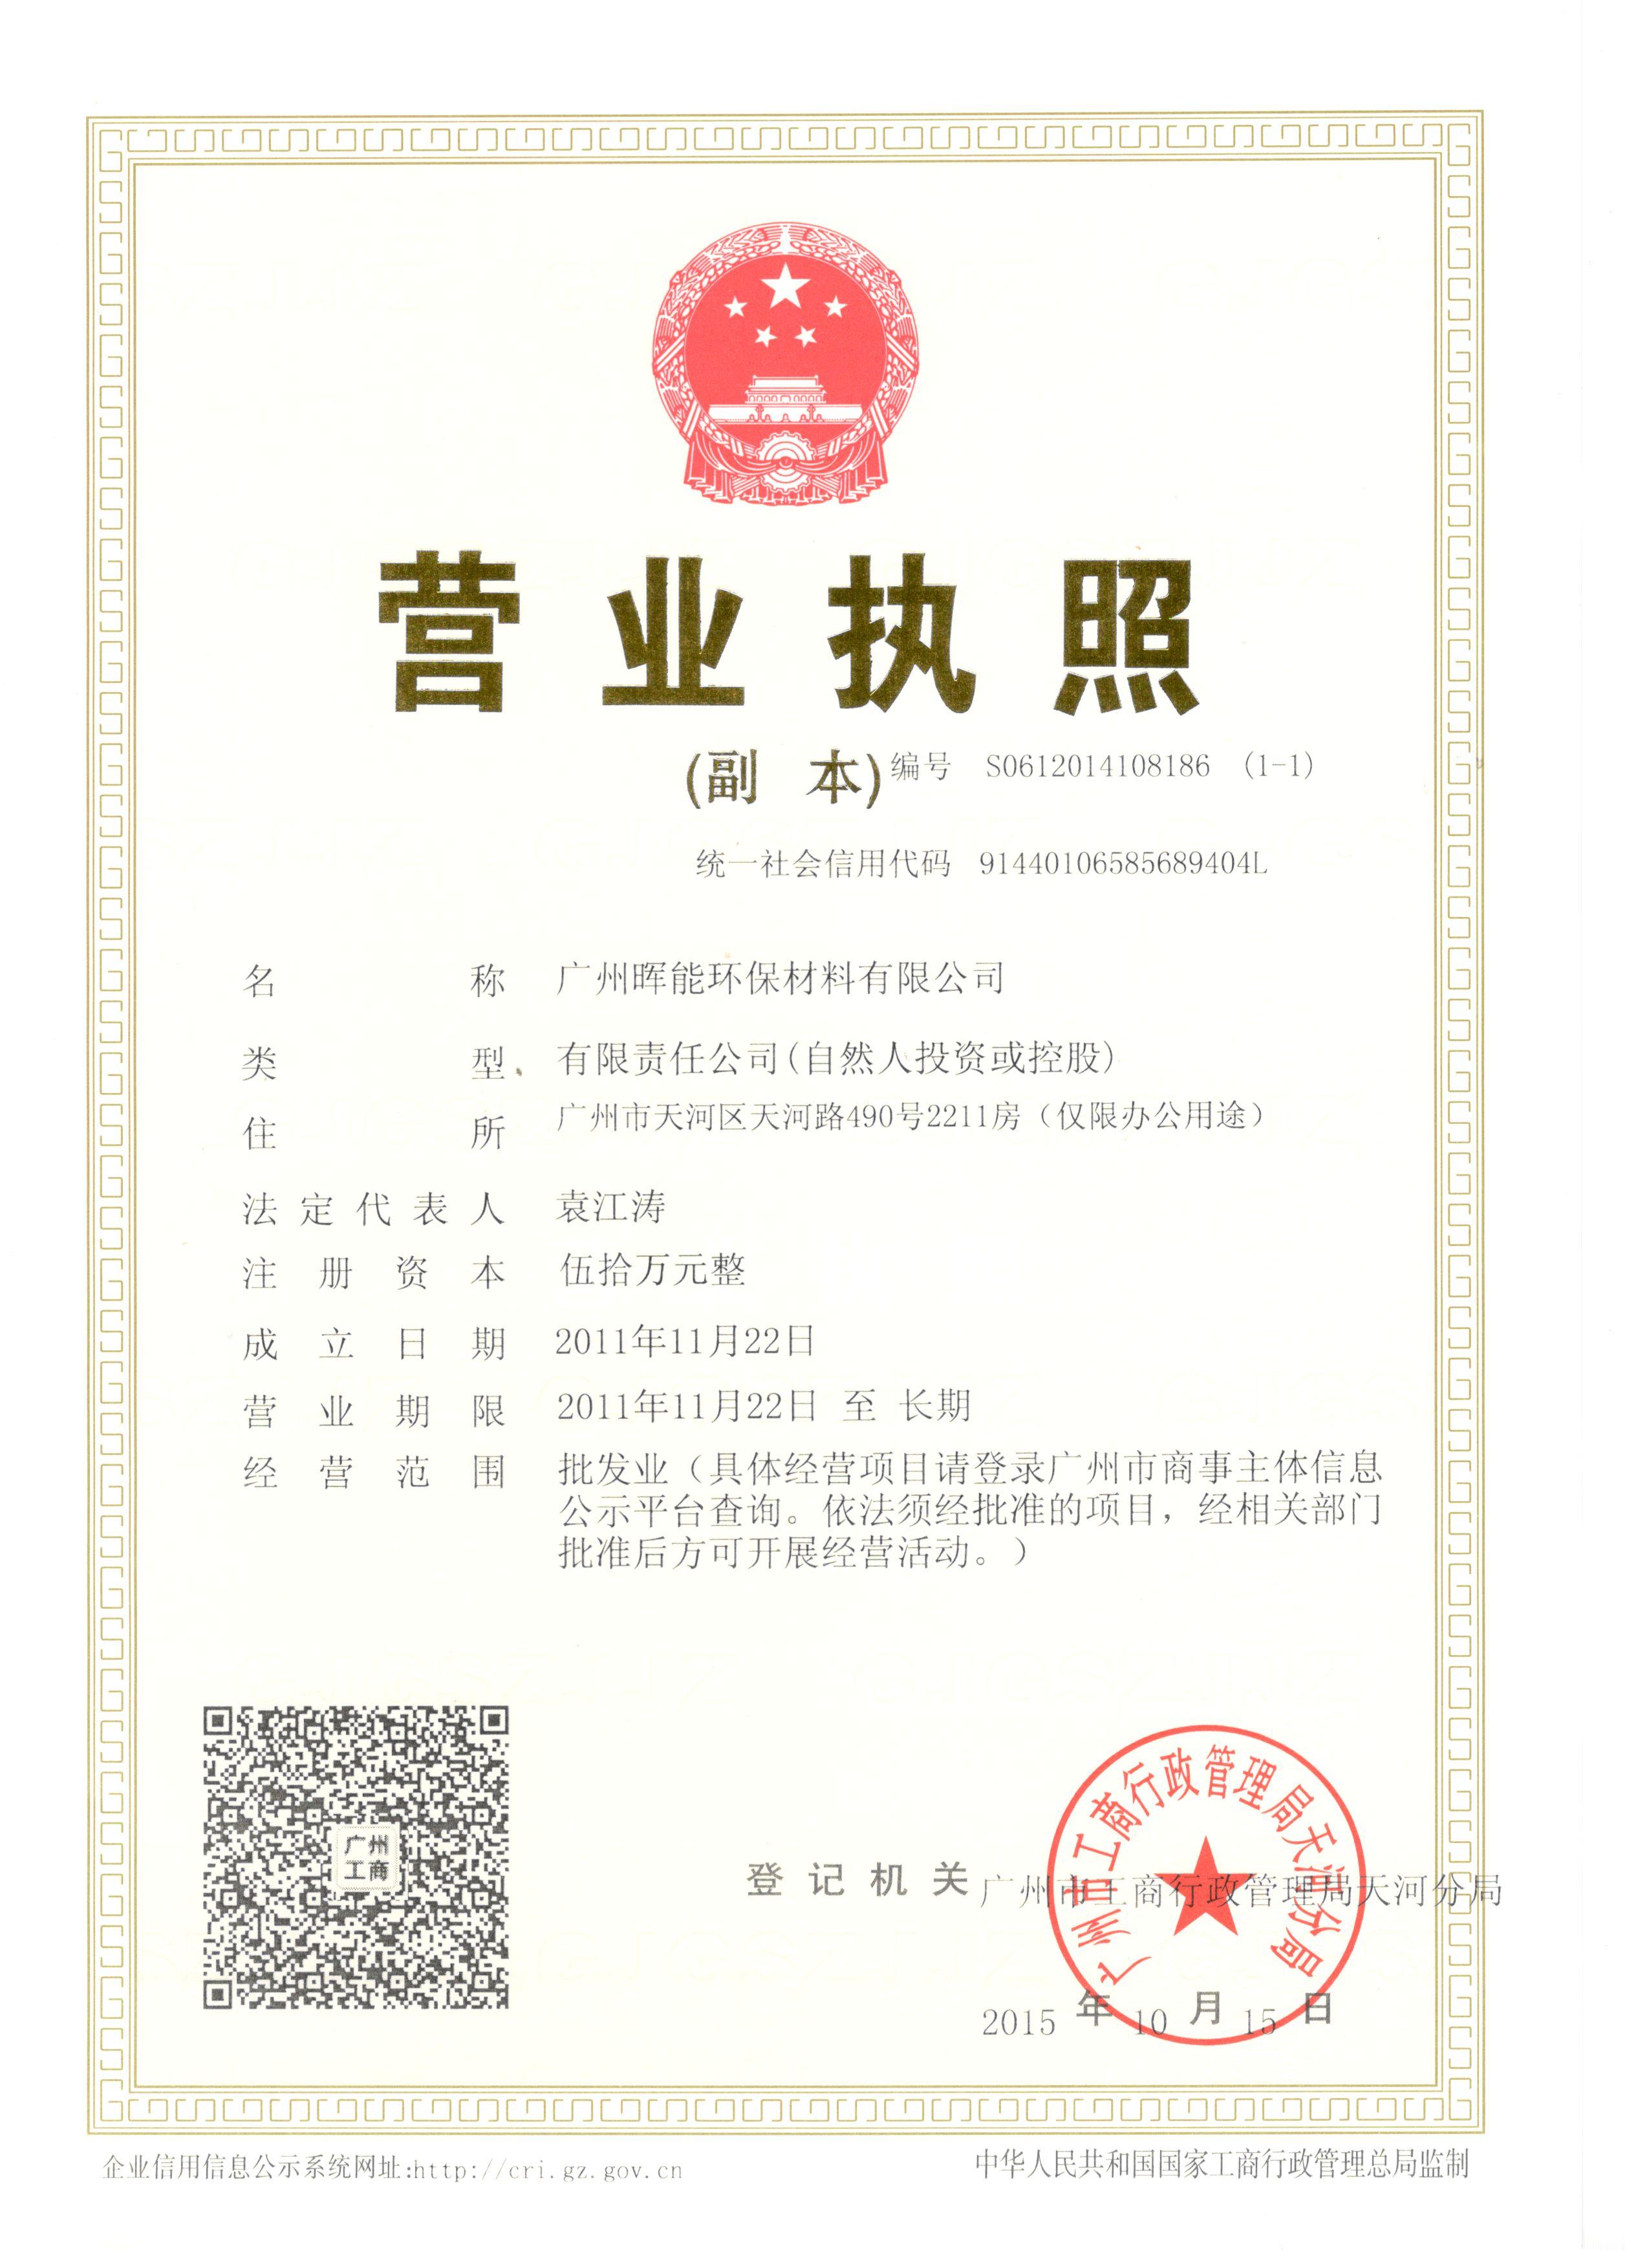 营业执照
(副 本) 编号 S0612014108186 (1-1)
统一社会信用代码 91440106585689404L
名称 广州晖能环保材料有限公司
类型 有限责任公司(自然人投资或控股)
住所 广州市天河区天河路490号2211房（仅限办公用途）
法定代表人 袁江涛
注册资本 伍拾万元整
成立日期 2011年11月22日
营业期限 2011年11月22日 至 长期
经营范围 批发业（具体经营项目请登录广州市商事主体信息
公示平台查询。依法须经批准的项目，经相关部门
批准后方可开展经营活动。）
广州
工商
广州市工商行政管理局天河分局
登记机关 广州市工商行政管理局天河分局
2015 年 10 月 15 日
企业信用信息公示系统网址:http://cri.gz.gov.cn
中华人民共和国国家工商行政管理总局监制